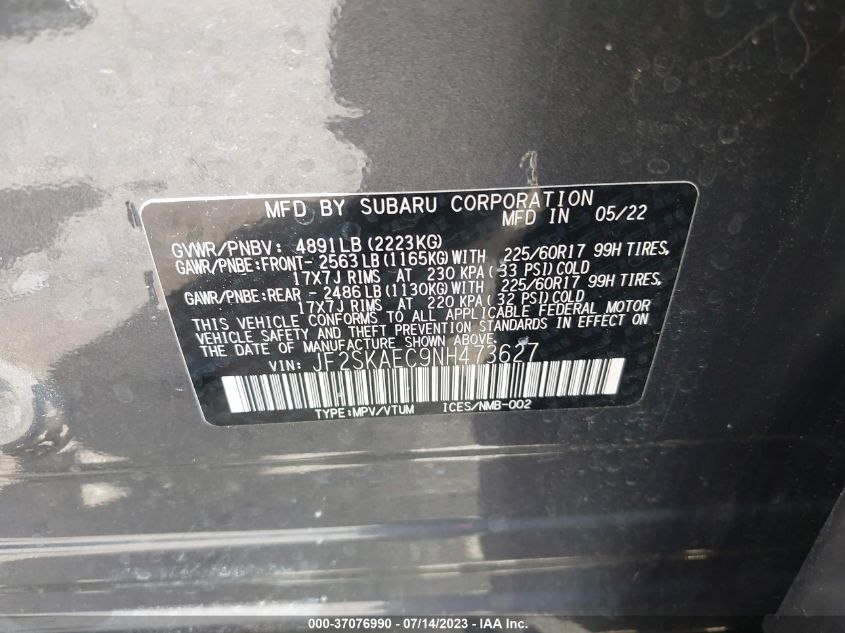 MFD BY SUBARU CORPORATION
MFD IN 05/22
GVWR/PNBV: 4891LB(2223KG)
GAWR/PNBE:FRONT- 2563LB(1165KG)WITH 225/60R17 99H TIRES,
17X7J RIMS AT 230 KPA( 33 PSI)COLD
GAWR/PNBE:REAR - 2486LB(1130KG)WITH 225/60R17 99H TIRES,
17X7J RIMS AT 220 KPA( 32 PSI)COLD
THIS VEHICLE CONFORMS TO ALL APPLICABLE FEDERAL MOTOR
VEHICLE SAFETY AND THEFT PREVENTION STANDARDS IN EFFECT ON
THE DATE OF MANUFACTURE SHOWN ABOVE.
VIN: JF2SKAEC9NH473627
TYPE:MPV/VTUM ICES/NMB-002
000-37076990 - 07/14/2023 - IAA Inc.